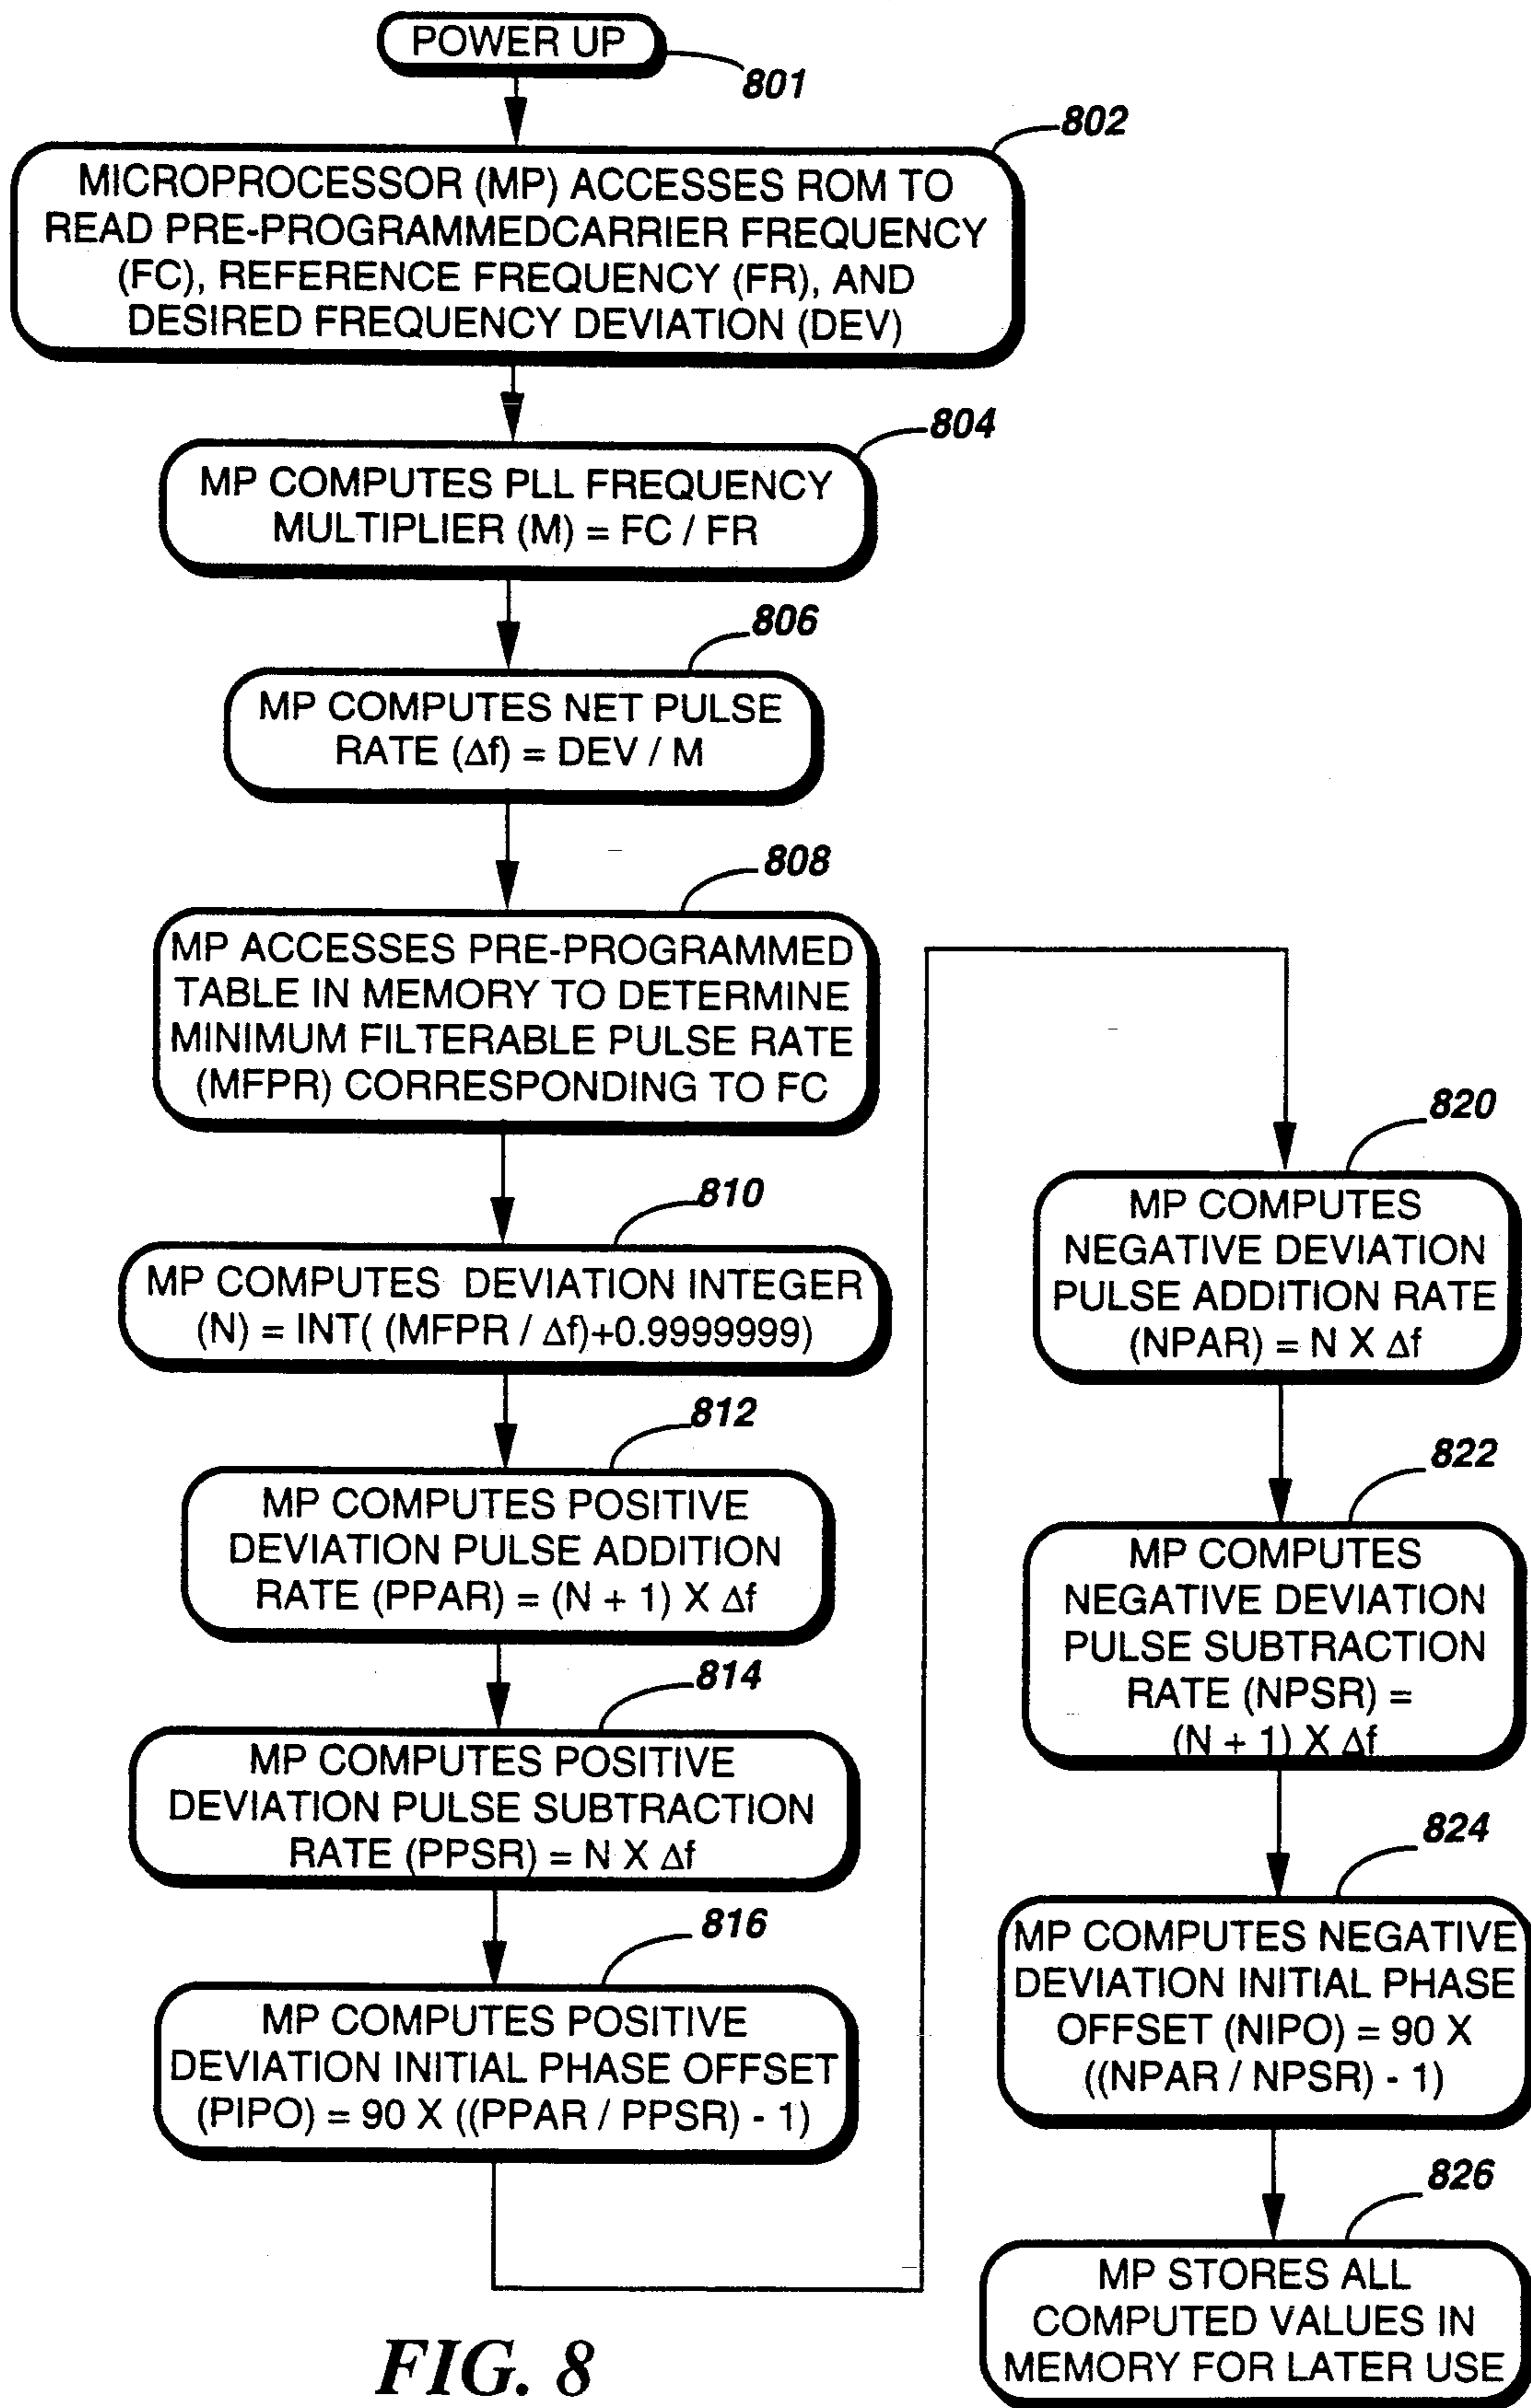 POWER UP
801
802
MICROPROCESSOR (MP) ACCESSES ROM TO
READ PRE-PROGRAMMEDCARRIER FREQUENCY
(FC), REFERENCE FREQUENCY (FR), AND
DESIRED FREQUENCY DEVIATION (DEV)
804
MP COMPUTES PLL FREQUENCY
MULTIPLIER (M) = FC / FR
806
MP COMPUTES NET PULSE
RATE (Δf) = DEV / M
808
MP ACCESSES PRE-PROGRAMMED
TABLE IN MEMORY TO DETERMINE
MINIMUM FILTERABLE PULSE RATE
(MFPR) CORRESPONDING TO FC
810
MP COMPUTES DEVIATION INTEGER
(N) = INT( (MFPR / Δf)+0.9999999)
812
MP COMPUTES POSITIVE
DEVIATION PULSE ADDITION
RATE (PPAR) = (N + 1) X Δf
814
MP COMPUTES POSITIVE
DEVIATION PULSE SUBTRACTION
RATE (PPSR) = N X Δf
816
MP COMPUTES POSITIVE
DEVIATION INITIAL PHASE OFFSET
(PIPO) = 90 X ((PPAR / PPSR) - 1)
820
MP COMPUTES
NEGATIVE DEVIATION
PULSE ADDITION RATE
(NPAR) = N X Δf
822
MP COMPUTES
NEGATIVE DEVIATION
PULSE SUBTRACTION
RATE (NPSR) =
(N + 1) X Δf
824
MP COMPUTES NEGATIVE
DEVIATION INITIAL PHASE
OFFSET (NIPO) = 90 X
((NPAR / NPSR) - 1)
826
MP STORES ALL
COMPUTED VALUES IN
MEMORY FOR LATER USE
FIG. 8